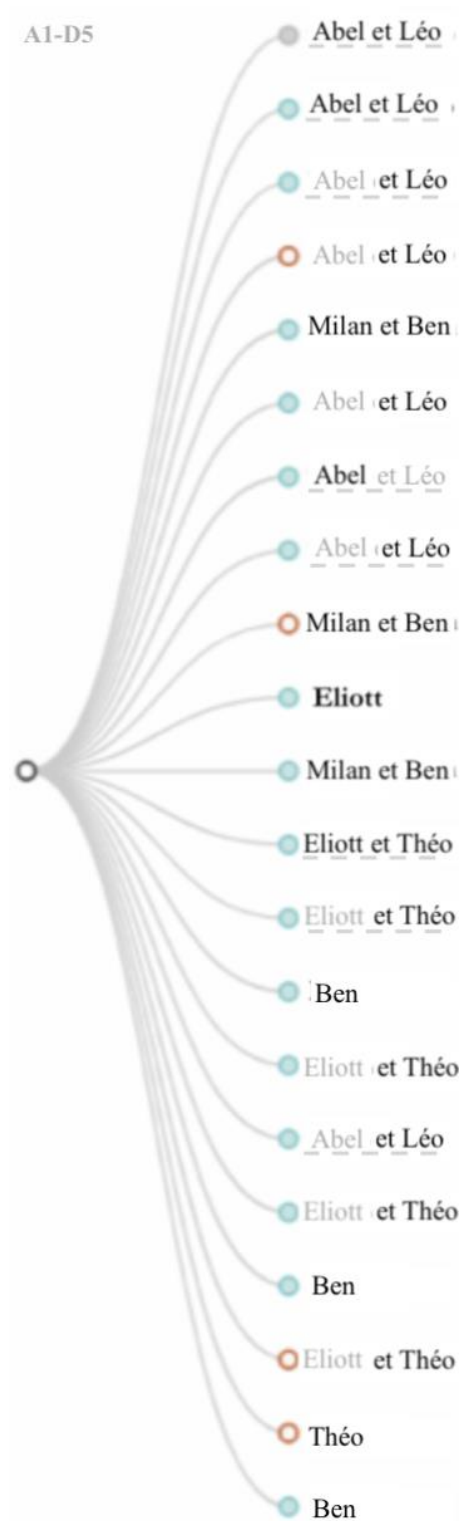 A1-D5
Abel et Léo
Abel et Léo
Abel et Léo
Abel et Léo
Milan et Ben
Abel et Léo
Abel et Léo
Abel et Léo
Milan et Ben
Eliott
Milan et Ben
Eliott et Théo
Eliott et Théo
Ben
Eliott et Théo
Abel et Léo
Eliott et Théo
Ben
Eliott et Théo
Théo
Ben